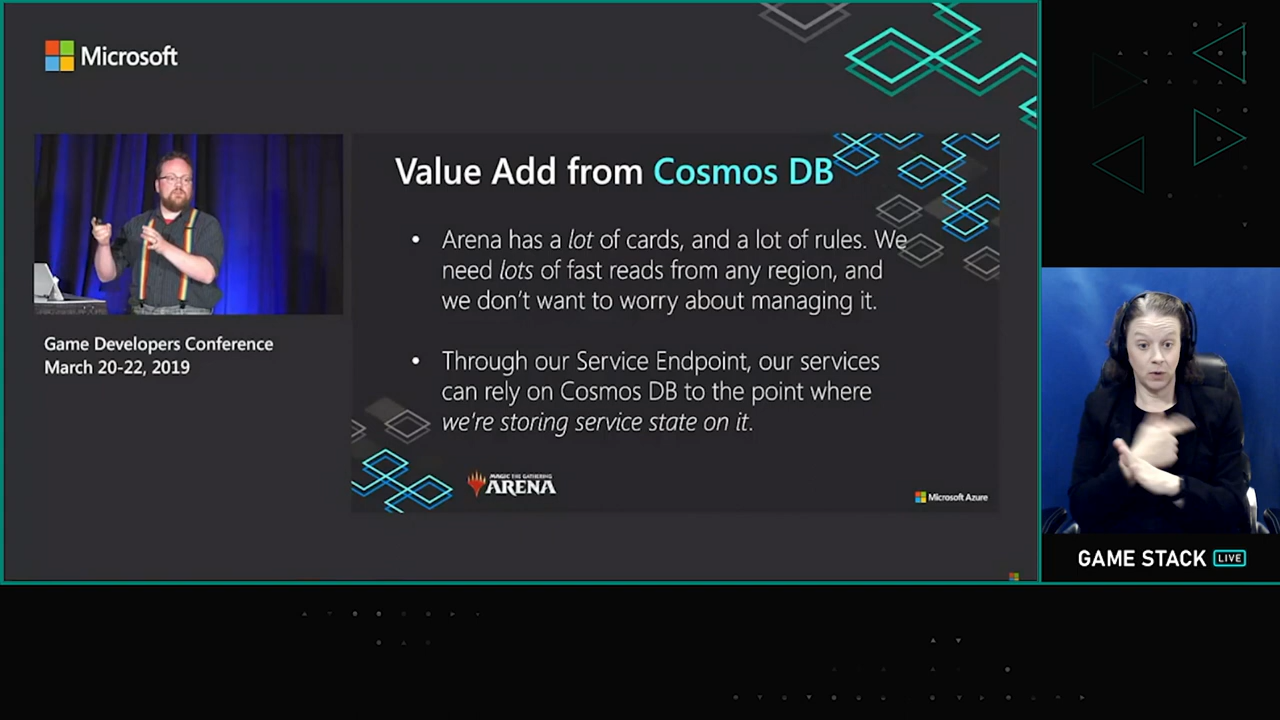 Microsoft
Value Add from Cosmos DB
• Arena has a lot of cards, and a lot of rules. We
need lots of fast reads from any region, and
we don't want to worry about managing it.
• Through our Service Endpoint, our services
can rely on Cosmos DB to the point where
we're storing service state on it.
MAGIC THE GATHERING
ARENA
Microsoft Azure
Game Developers Conference
March 20-22, 2019
GAME STACK LIVE